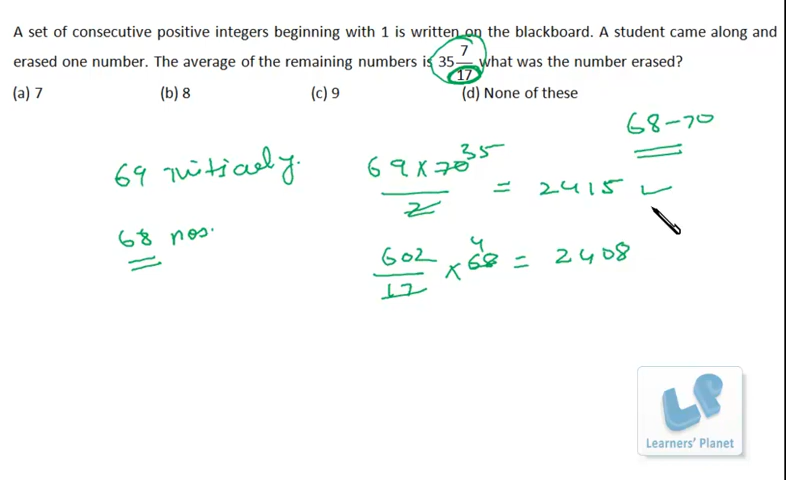 A set of consecutive positive integers beginning with 1 is written on the blackboard. A student came along and
erased one number. The average of the remaining numbers is 35 7/17 what was the number erased?
(a) 7 (b) 8 (c) 9 (d) None of these
68-70
69 initially.
69 × 70 35 / 2 = 2415
68 nos.
602 / 17 × 68 4 = 2408
LP
Learners' Planet